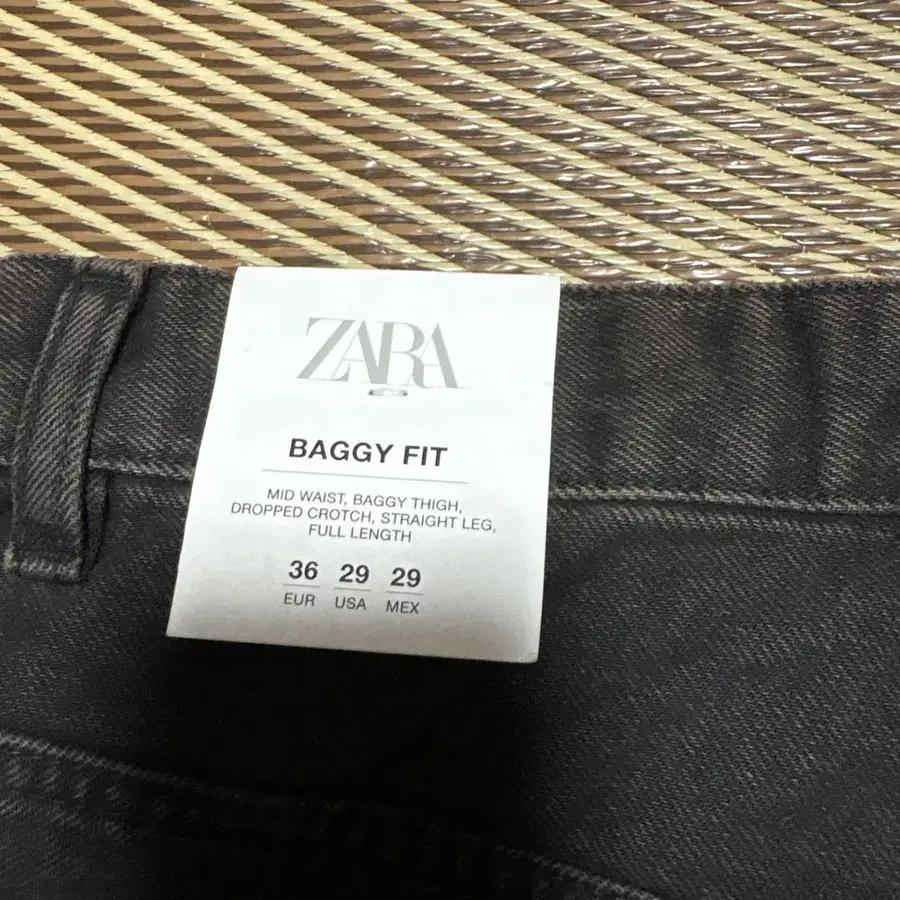 ZARA
BAGGY FIT
MID WAIST, BAGGY THIGH,
DROPPED CROTCH, STRAIGHT LEG,
FULL LENGTH
36 29 29
EUR USA MEX